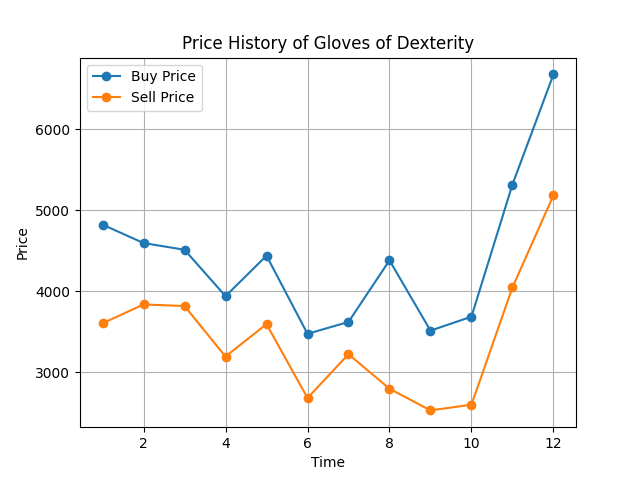 Price History of Gloves of Dexterity
Buy Price
Sell Price
6000
5000
4000
3000
Price
2 4 6 8 10 12
Time